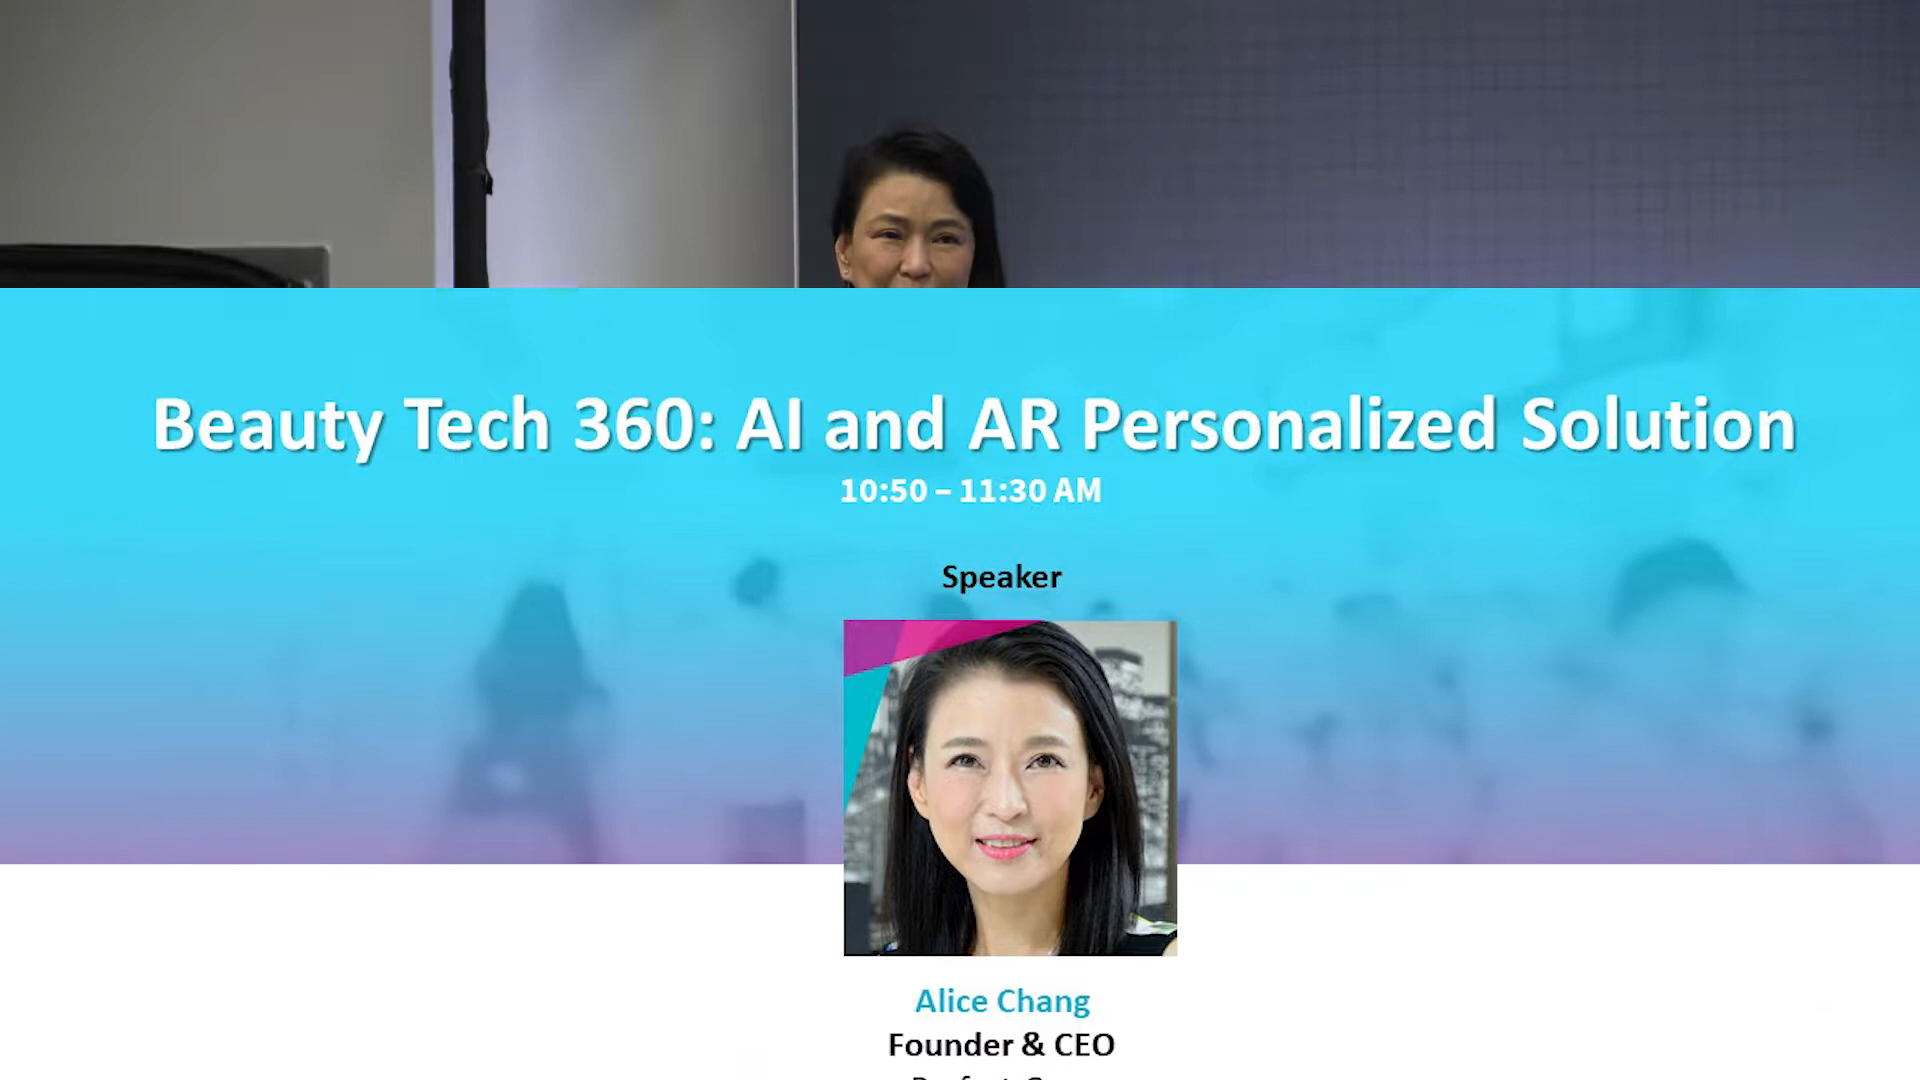 Beauty Tech 360: AI and AR Personalized Solution
10:50 – 11:30 AM
Speaker
Alice Chang
Founder & CEO